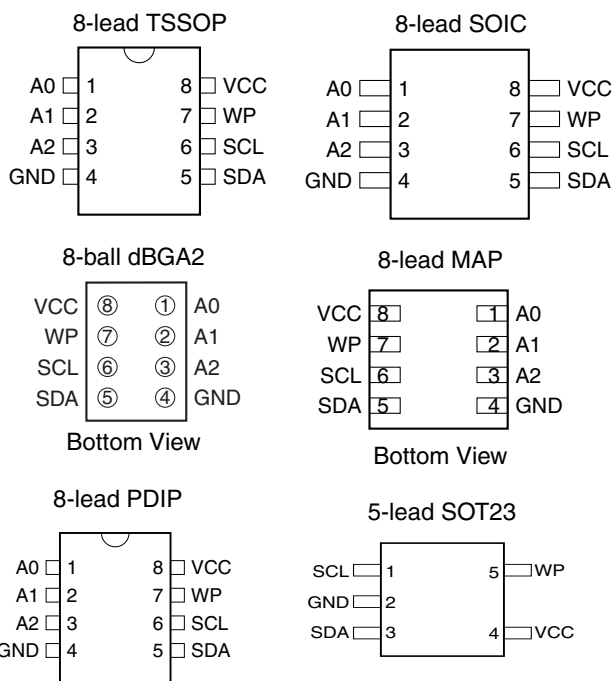 8-lead TSSOP
A0 1 8 VCC
A1 2 7 WP
A2 3 6 SCL
GND 4 5 SDA
8-lead SOIC
A0 1 8 VCC
A1 2 7 WP
A2 3 6 SCL
GND 4 5 SDA
8-ball dBGA2
VCC 8 1 A0
WP 7 2 A1
SCL 6 3 A2
SDA 5 4 GND
Bottom View
8-lead MAP
VCC 8 1 A0
WP 7 2 A1
SCL 6 3 A2
SDA 5 4 GND
Bottom View
8-lead PDIP
A0 1 8 VCC
A1 2 7 WP
A2 3 6 SCL
GND 4 5 SDA
5-lead SOT23
SCL 1 5 WP
GND 2
SDA 3 4 VCC